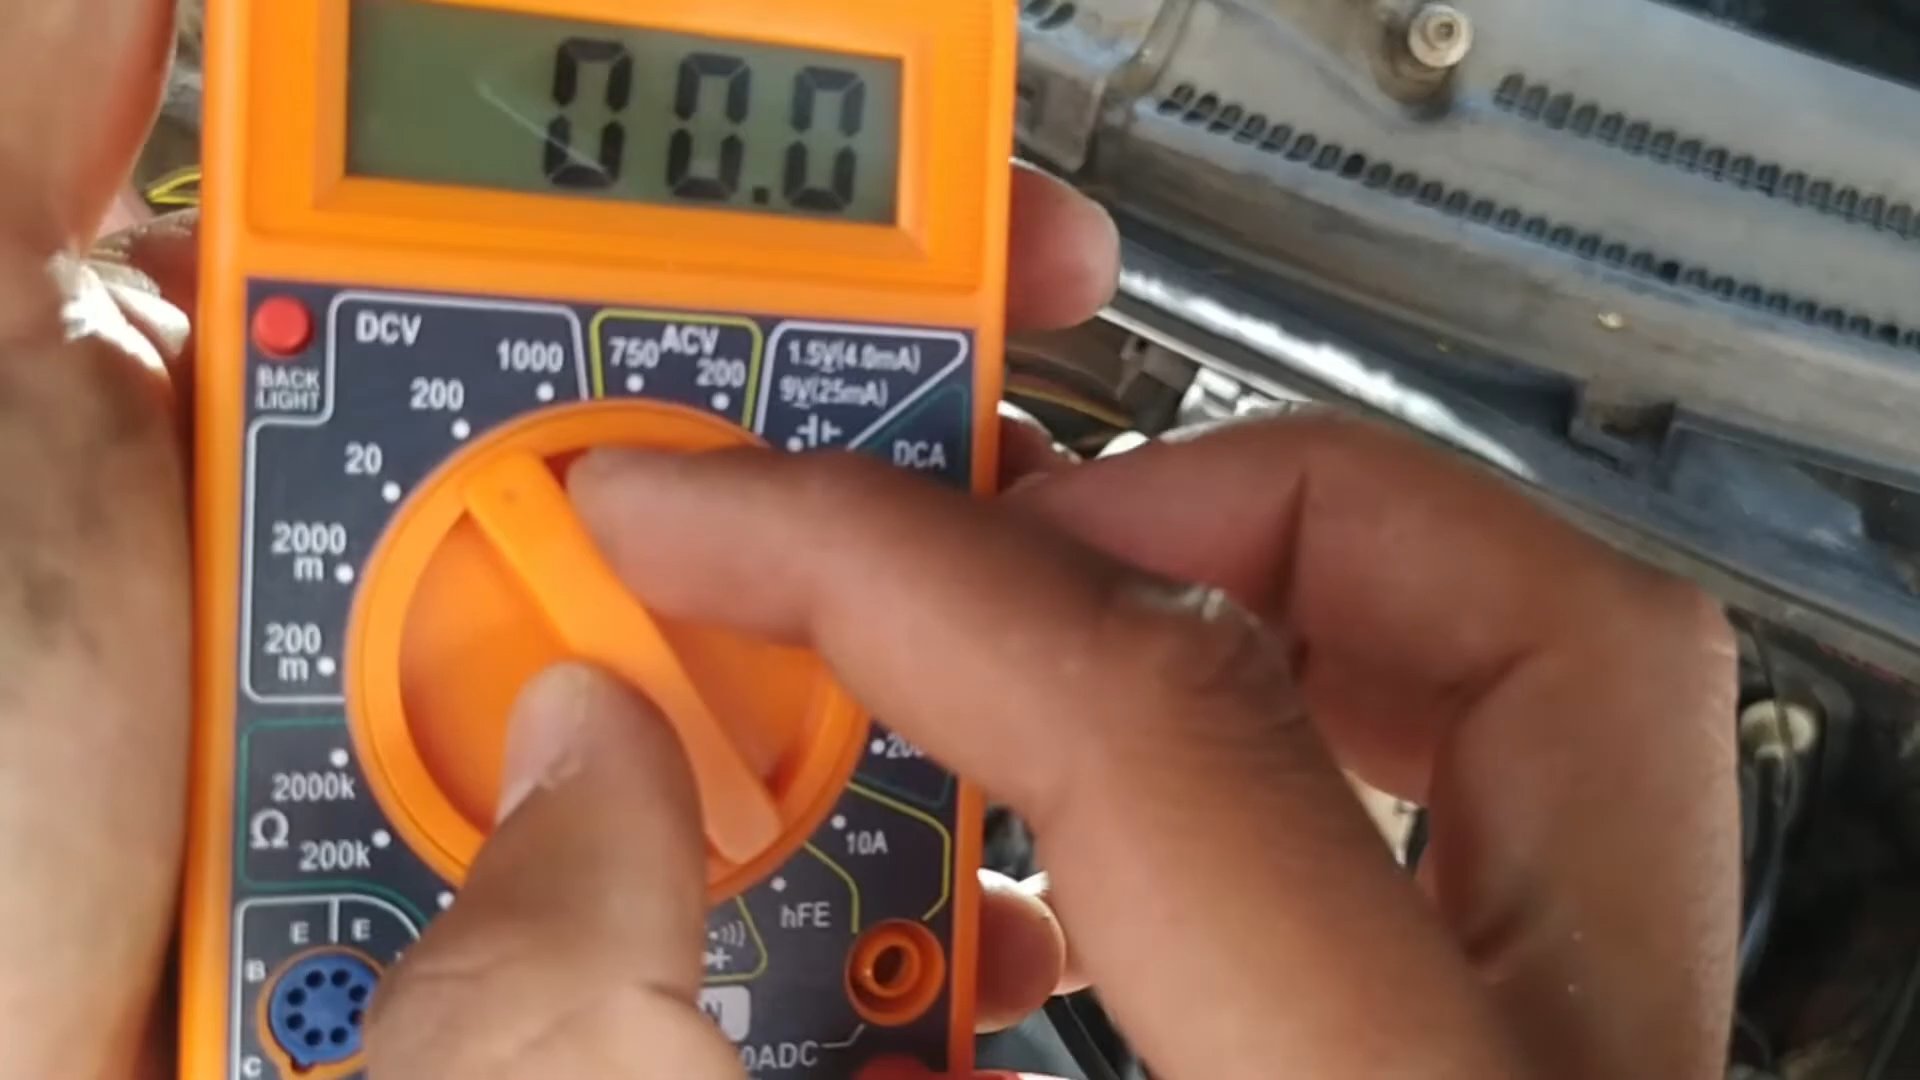 00.0
BACK
LIGHT
DCV
1000
200
20
2000
m
200
m
750
ACV
200
1.5V(4.0mA)
9V(25mA)
DCA
2000k
Ω
200k
10A
hFE
E E
B
C